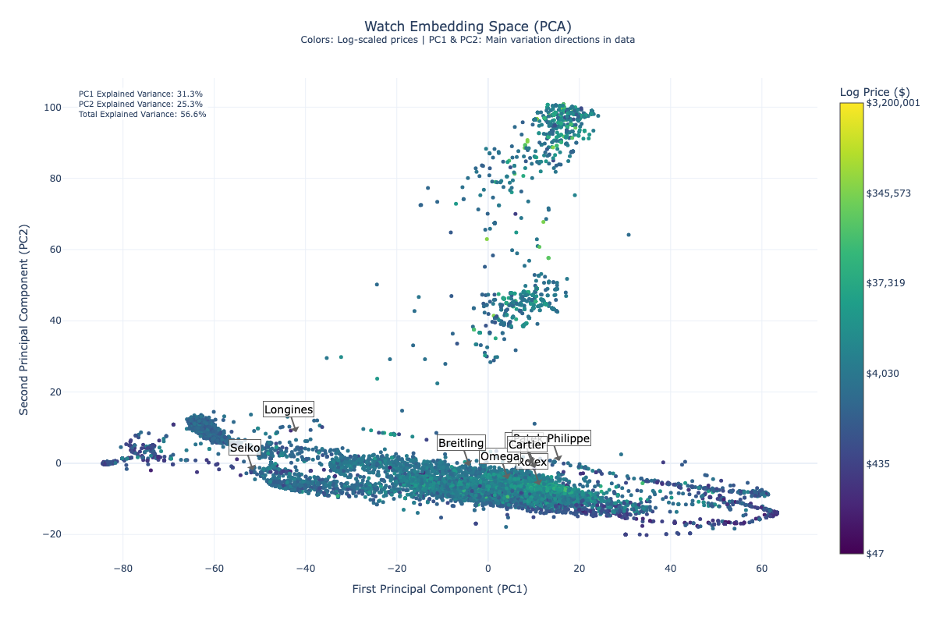 Watch Embedding Space (PCA)
Colors: Log-scaled prices | PC1 & PC2: Main variation directions in data
PC1 Explained Variance: 31.3%
PC2 Explained Variance: 25.3%
Total Explained Variance: 56.6%
Log Price ($)
$3,200,001
$345,573
$37,319
$4,030
$435
$47
Second Principal Component (PC2)
100
80
60
40
20
0
−20
Longines
Seiko
Breitling
Philippe
Cartier
Omega
−80
−60
−40
−20
0
20
40
60
First Principal Component (PC1)